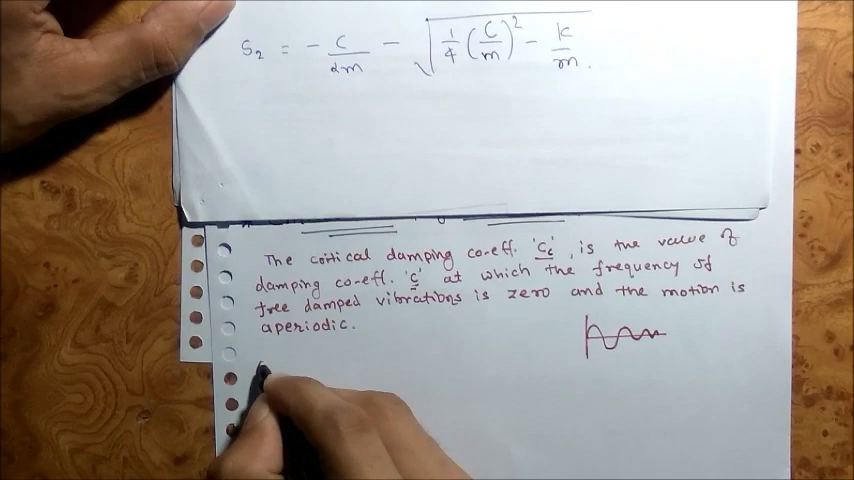 S₂ = - C/2m - √(1/4 (C/m)² - K/m).
The critical damping co-eff. 'Cc', is the value of
damping co-eff. 'c' at which the frequency of
free damped vibrations is zero and the motion is
aperiodic.